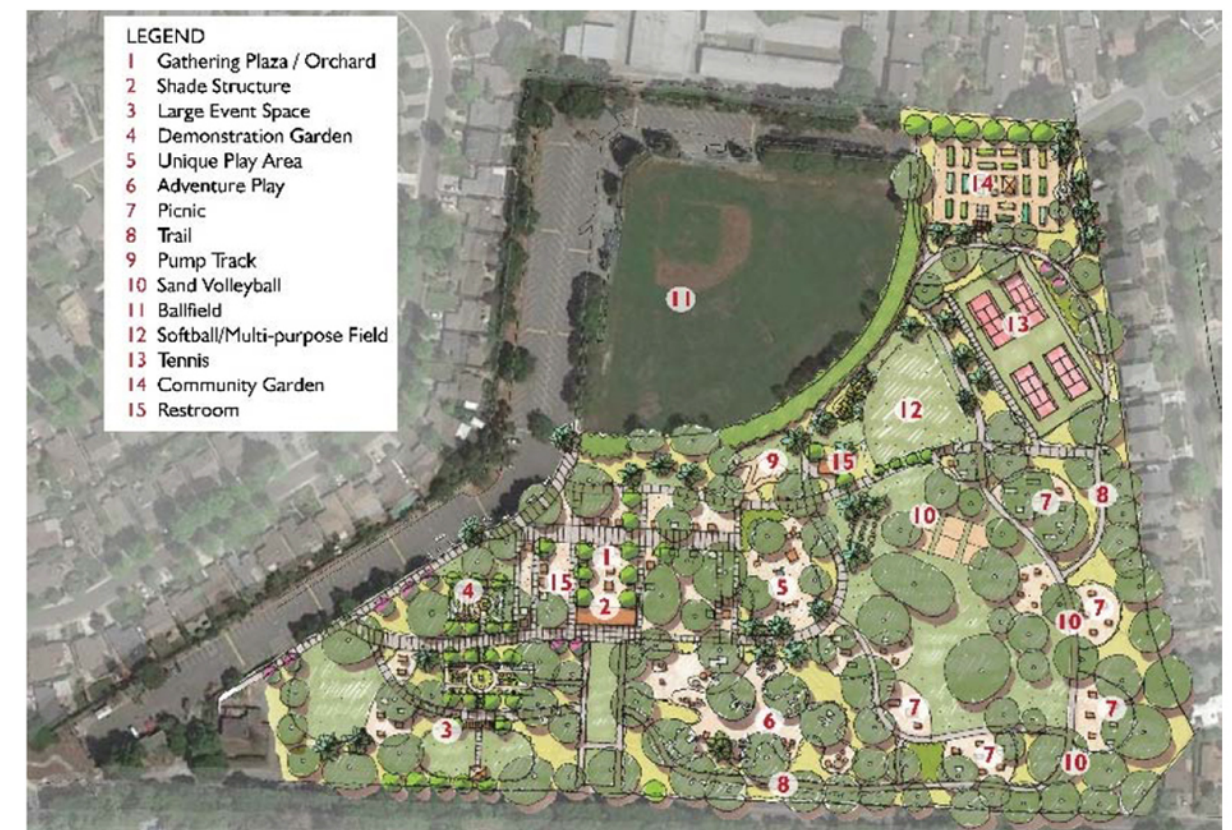 LEGEND
1 Gathering Plaza / Orchard
2 Shade Structure
3 Large Event Space
4 Demonstration Garden
5 Unique Play Area
6 Adventure Play
7 Picnic
8 Trail
9 Pump Track
10 Sand Volleyball
11 Ballfield
12 Softball/Multi-purpose Field
13 Tennis
14 Community Garden
15 Restroom
14
11
13
12
9
15
7
8
10
1
15
4
5
2
7
10
7
7
6
3
7
10
8